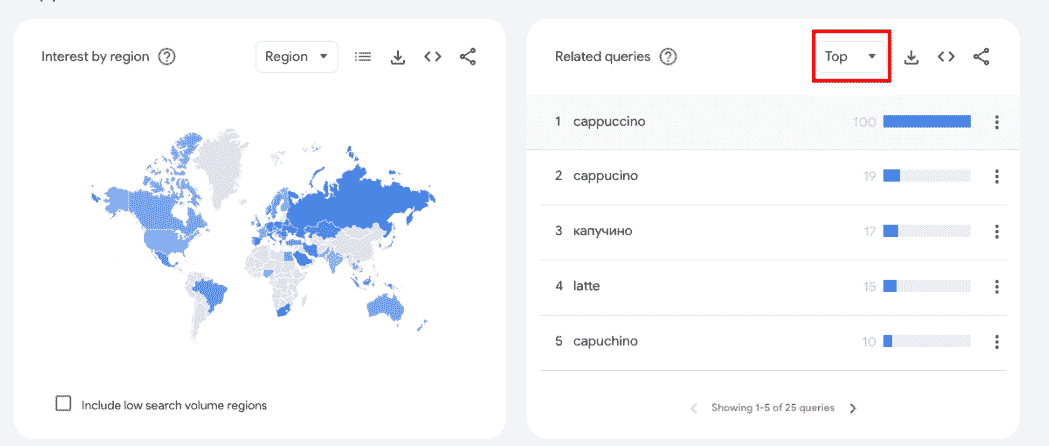 Interest by region
Region
Include low search volume regions
Related queries
Top
1 cappuccino 100
2 cappucino 19
3 капучино 17
4 latte 15
5 capuchino 10
Showing 1-5 of 25 queries